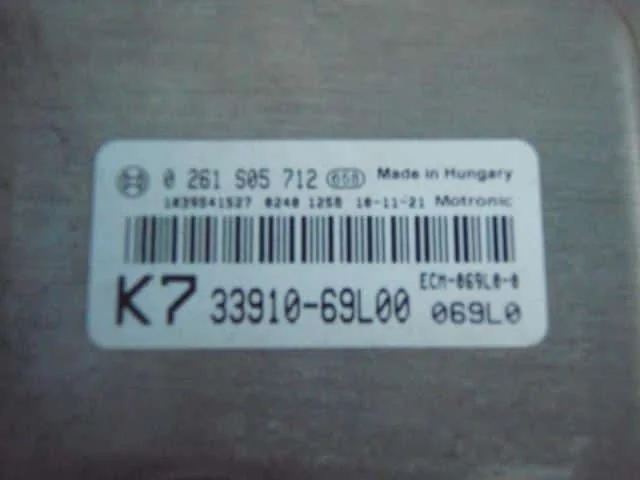 0 261 S05 712 658 Made in Hungary
1039S41527 0240 1258 10-11-21 Motronic
ECM-069L0-0
K7 33910-69L00 069L0